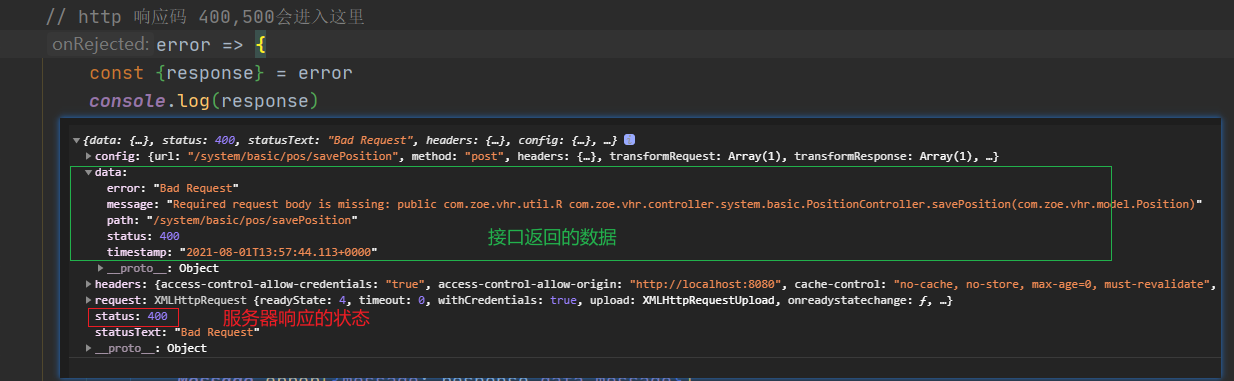 // http 响应码 400,500会进入这里
onRejected: error => {
const {response} = error
console.log(response)
▼{data: {…}, status: 400, statusText: "Bad Request", headers: {…}, config: {…}, …} i
▶config: {url: "/system/basic/pos/savePosition", method: "post", headers: {…}, transformRequest: Array(1), transformResponse: Array(1), …}
▼data:
error: "Bad Request"
message: "Required request body is missing: public com.zoe.vhr.util.R com.zoe.vhr.controller.system.basic.PositionController.savePosition(com.zoe.vhr.model.Position)"
path: "/system/basic/pos/savePosition"
status: 400
接口返回的数据
timestamp: "2021-08-01T13:57:44.113+0000"
▶__proto__: Object
▶headers: {access-control-allow-credentials: "true", access-control-allow-origin: "http://localhost:8080", cache-control: "no-cache, no-store, max-age=0, must-revalidate",
▶request: XMLHttpRequest {readyState: 4, timeout: 0, withCredentials: true, upload: XMLHttpRequestUpload, onreadystatechange: ƒ, …}
status: 400 服务器响应的状态
statusText: "Bad Request"
▶__proto__: Object